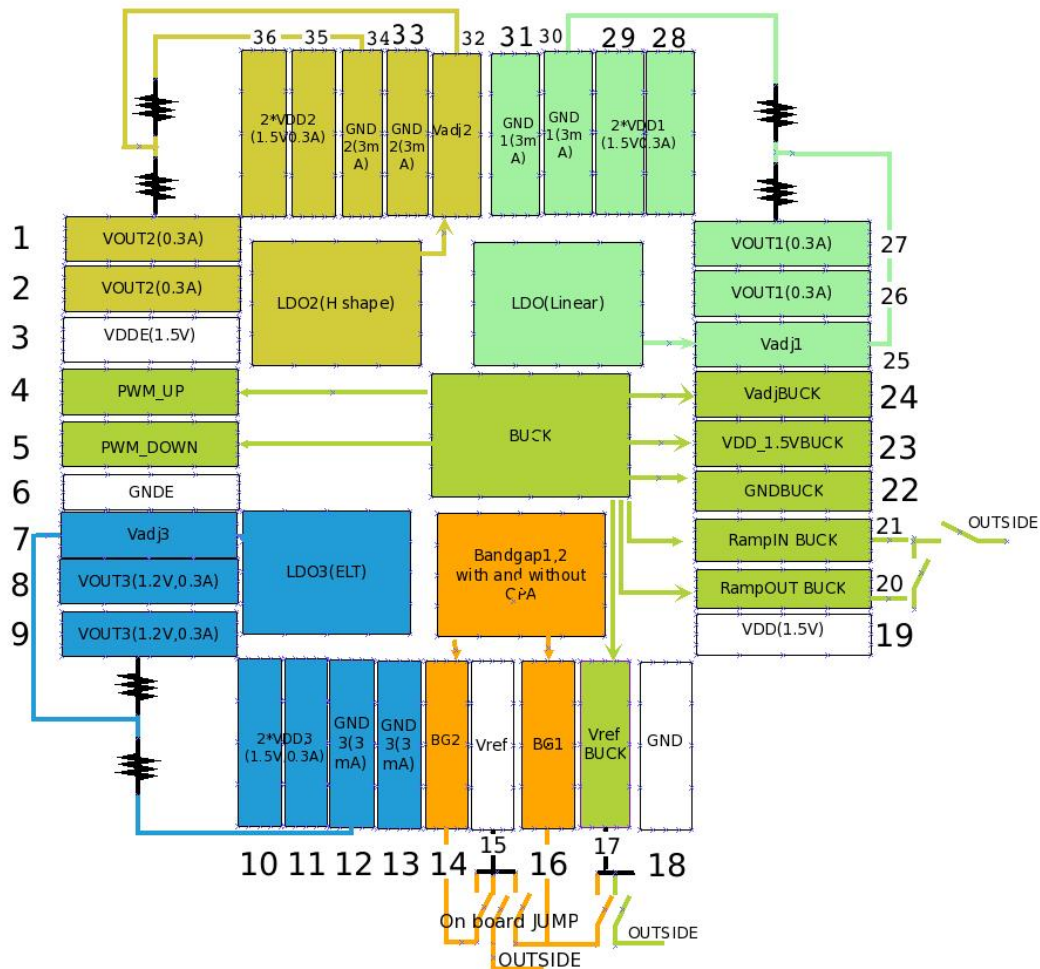 36
35
34
33
32
31
30
29
28
2*VDD2
(1.5V0.3A)
GND
2(3m
A)
GND
2(3m
A)
Vadj2
GND
1(3m
A)
GND
1(3m
A)
2*VDD1
(1.5V0.3A)
1
VOUT2(0.3A)
2
VOUT2(0.3A)
3
VDDE(1.5V)
4
PWM_UP
5
PWM_DOWN
6
GNDE
7
Vadj3
8
VOUT3(1.2V,0.3A)
9
VOUT3(1.2V,0.3A)
LDO2(H shape)
LDO(Linear)
BUCK
LDO3(ELT)
Bandgap1,2
with and without
VOUT1(0.3A)
27
VOUT1(0.3A)
26
Vadj1
25
VadjBUCK
24
VDD_1.5VBUCK
23
GNDBUCK
22
RampIN BUCK
21
OUTSIDE
RampOUT BUCK
20
VDD(1.5V)
19
2*VDD3
(1.5V,0.3A)
GND
3(3
mA)
GND
3(3
mA)
BG2
Vref
BG1
Vref
BUCK
GND
10
11
12
13
14
15
16
17
18
On board JUMP
OUTSIDE
OUTSIDE